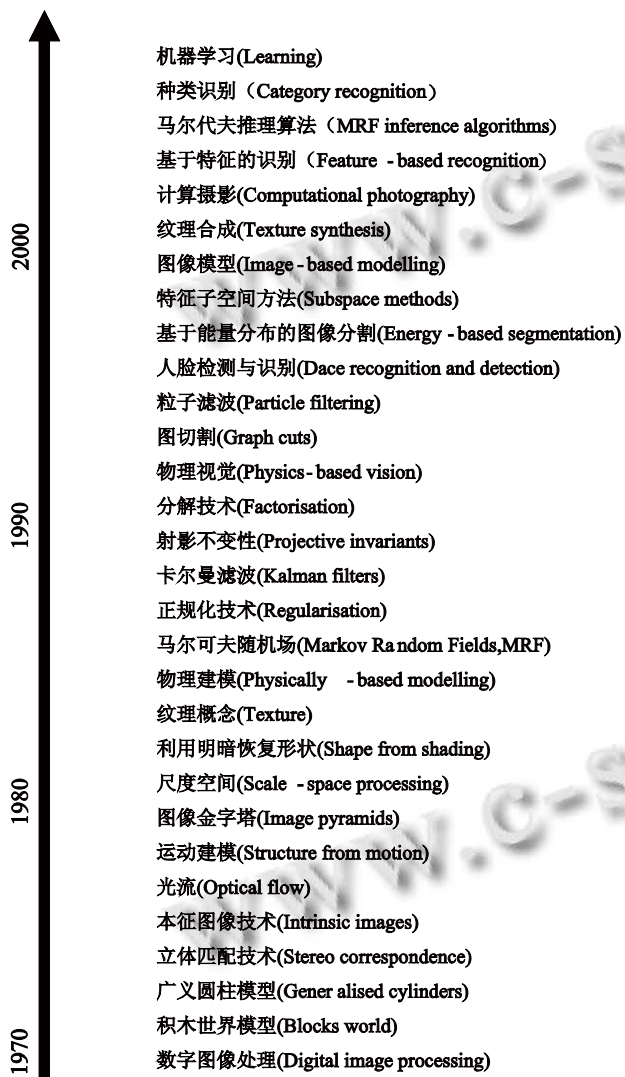 机器学习(Learning)
种类识别（Category recognition）
马尔代夫推理算法（MRF inference algorithms）
基于特征的识别（Feature -based recognition）
计算摄影(Computational photography)
纹理合成(Texture synthesis)
2000
图像模型(Image-based modelling)
特征子空间方法(Subspace methods)
基于能量分布的图像分割(Energy -based segmentation)
人脸检测与识别(Dace recognition and detection)
粒子滤波(Particle filtering)
图切割(Graph cuts)
物理视觉(Physics-based vision)
分解技术(Factorisation)
1990
射影不变性(Projective invariants)
卡尔曼滤波(Kalman filters)
正规化技术(Regularisation)
马尔可夫随机场(Markov Random Fields,MRF)
物理建模(Physically -based modelling)
纹理概念(Texture)
利用明暗恢复形状(Shape from shading)
尺度空间(Scale -space processing)
1980
图像金字塔(Image pyramids)
运动建模(Structure from motion)
光流(Optical flow)
本征图像技术(Intrinsic images)
立体匹配技术(Stereo correspondence)
广义圆柱模型(Gener alised cylinders)
积木世界模型(Blocks world)
1970
数字图像处理(Digital image processing)
www.c-s
www.c-s